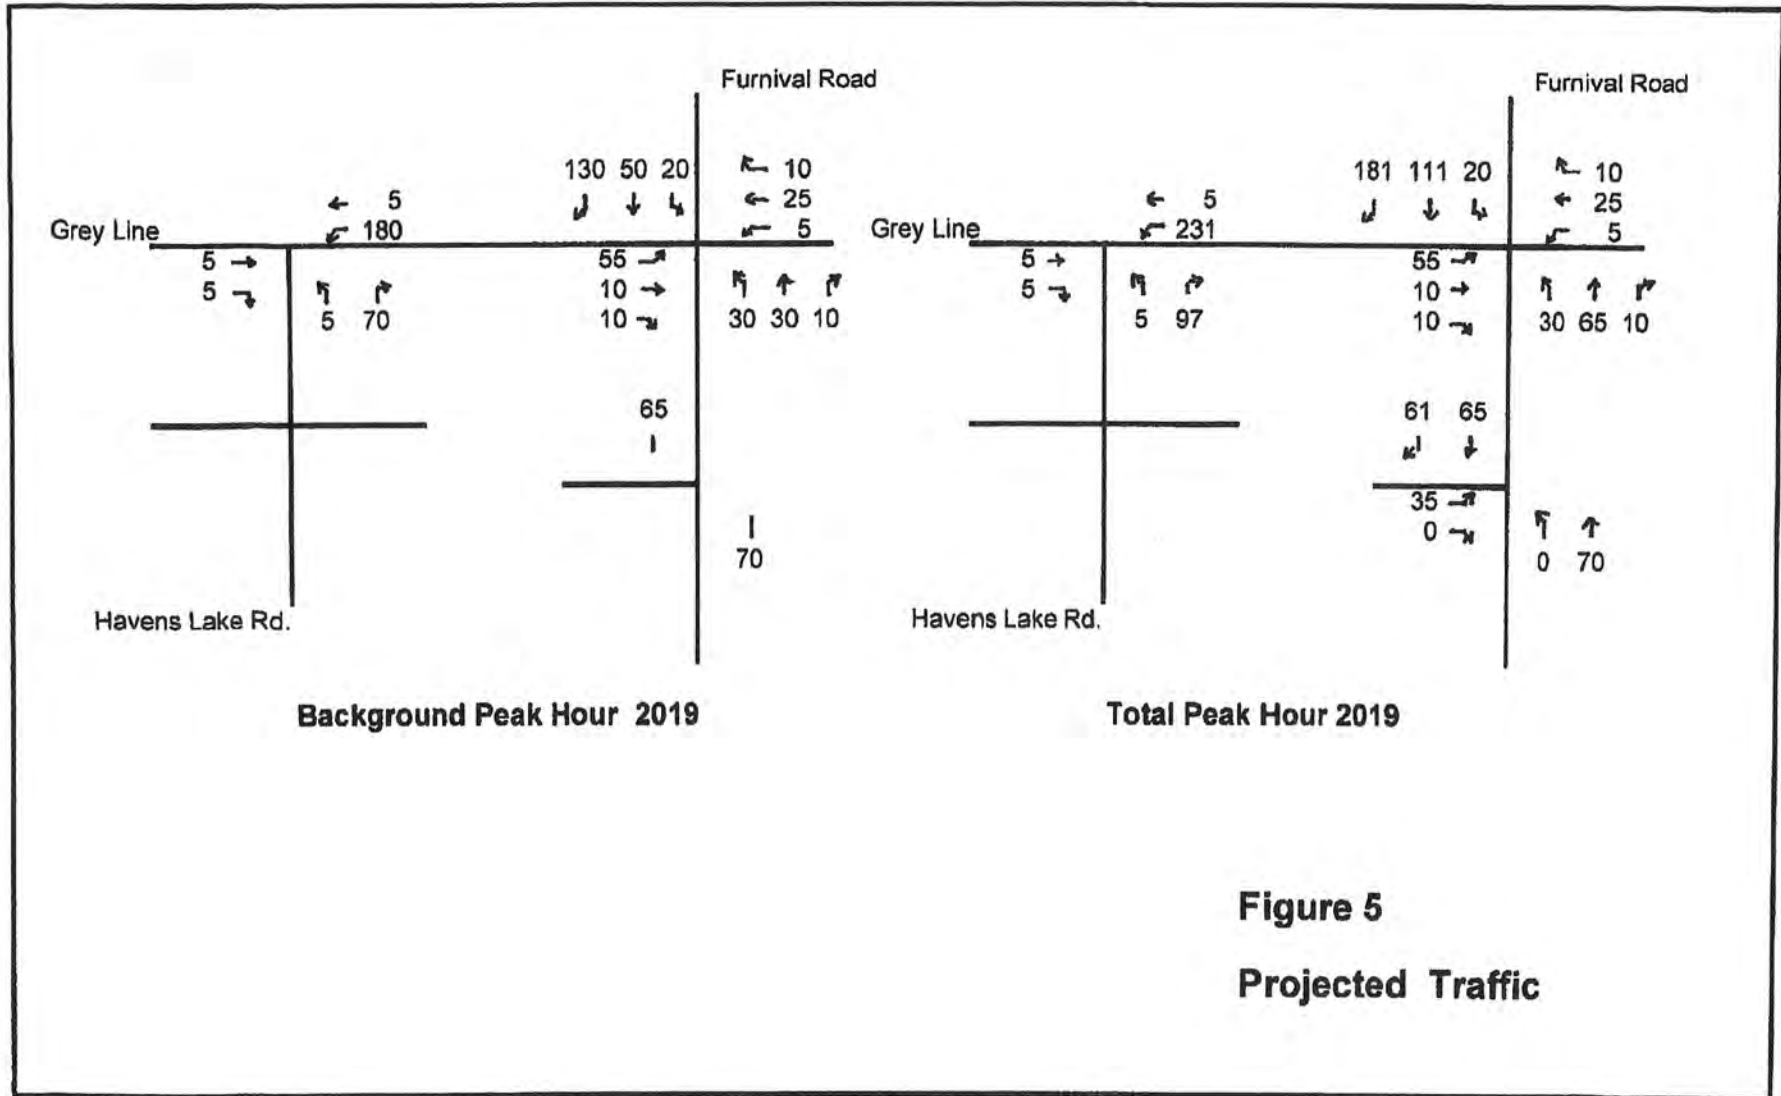 Furnival Road
130 50 20
10
25
5
5
180
Grey Line
5
5
5 70
55
10
10
30 30 10
65
70
Havens Lake Rd.
Background Peak Hour 2019
Furnival Road
181 111 20
10
25
5
5
231
Grey Line
5
5
5 97
55
10
10
30 65 10
61 65
35
0
0 70
Havens Lake Rd.
Total Peak Hour 2019
Figure 5
Projected Traffic